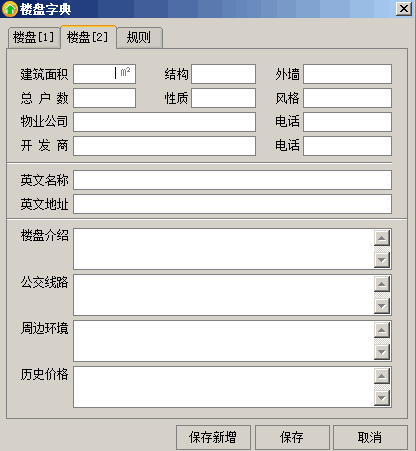 楼盘字典
楼盘[1] 楼盘[2] 规则
建筑面积 m² 结构 外墙
总户数 性质 风格
物业公司 电话
开发商 电话
英文名称
英文地址
楼盘介绍
公交线路
周边环境
历史价格
保存新增 保存 取消